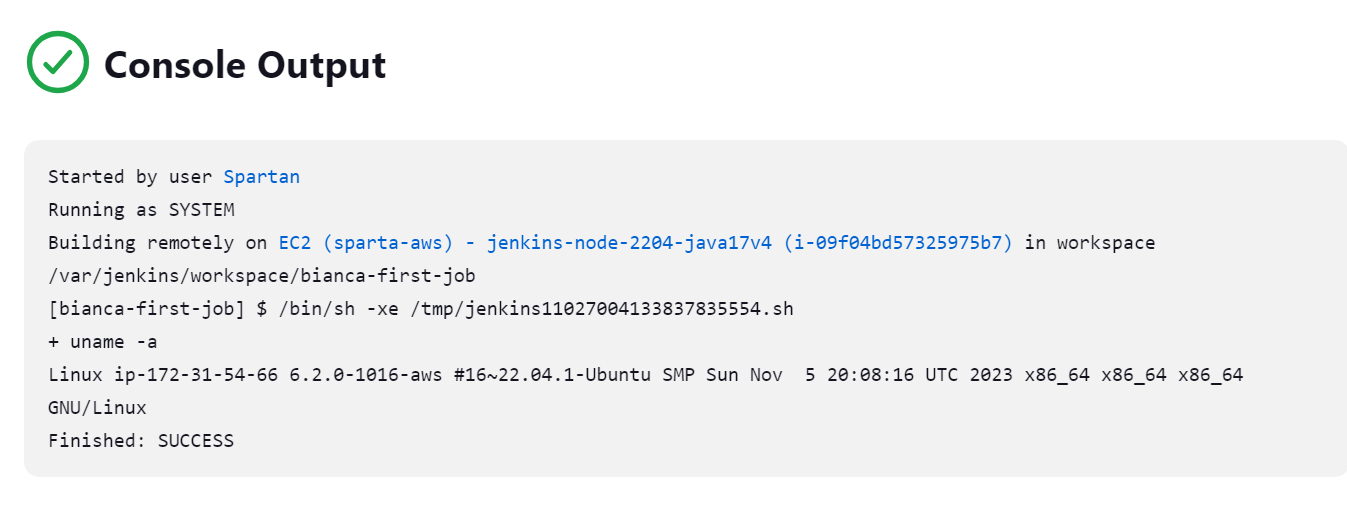 Console Output
Started by user Spartan
Running as SYSTEM
Building remotely on EC2 (sparta-aws) - jenkins-node-2204-java17v4 (i-09f04bd57325975b7) in workspace
/var/jenkins/workspace/bianca-first-job
[bianca-first-job] $ /bin/sh -xe /tmp/jenkins11027004133837835554.sh
+ uname -a
Linux ip-172-31-54-66 6.2.0-1016-aws #16~22.04.1-Ubuntu SMP Sun Nov  5 20:08:16 UTC 2023 x86_64 x86_64 x86_64
GNU/Linux
Finished: SUCCESS